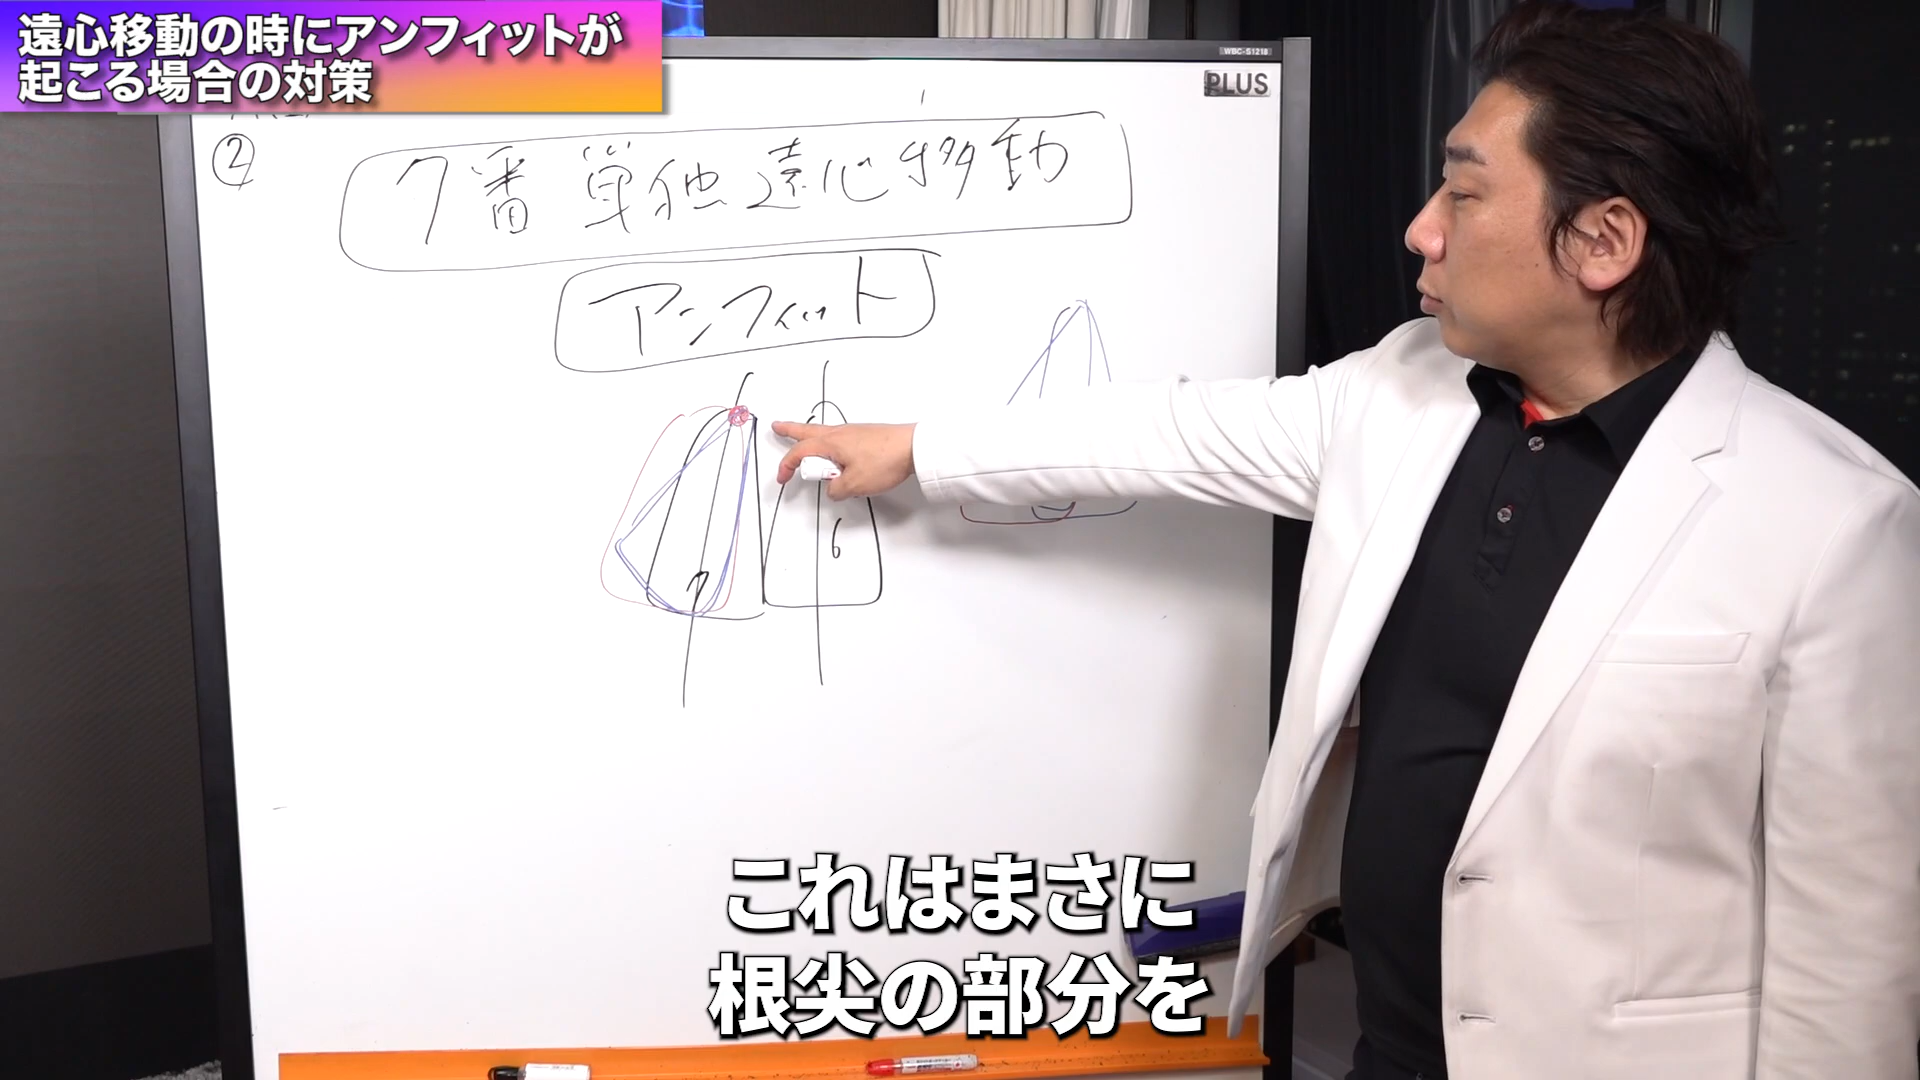 遠心移動の時にアンフィットが
起こる場合の対策
WBC-S1218
PLUS
②
7番単独遠心移動
アンフィット
7
6
これはまさに
根尖の部分を